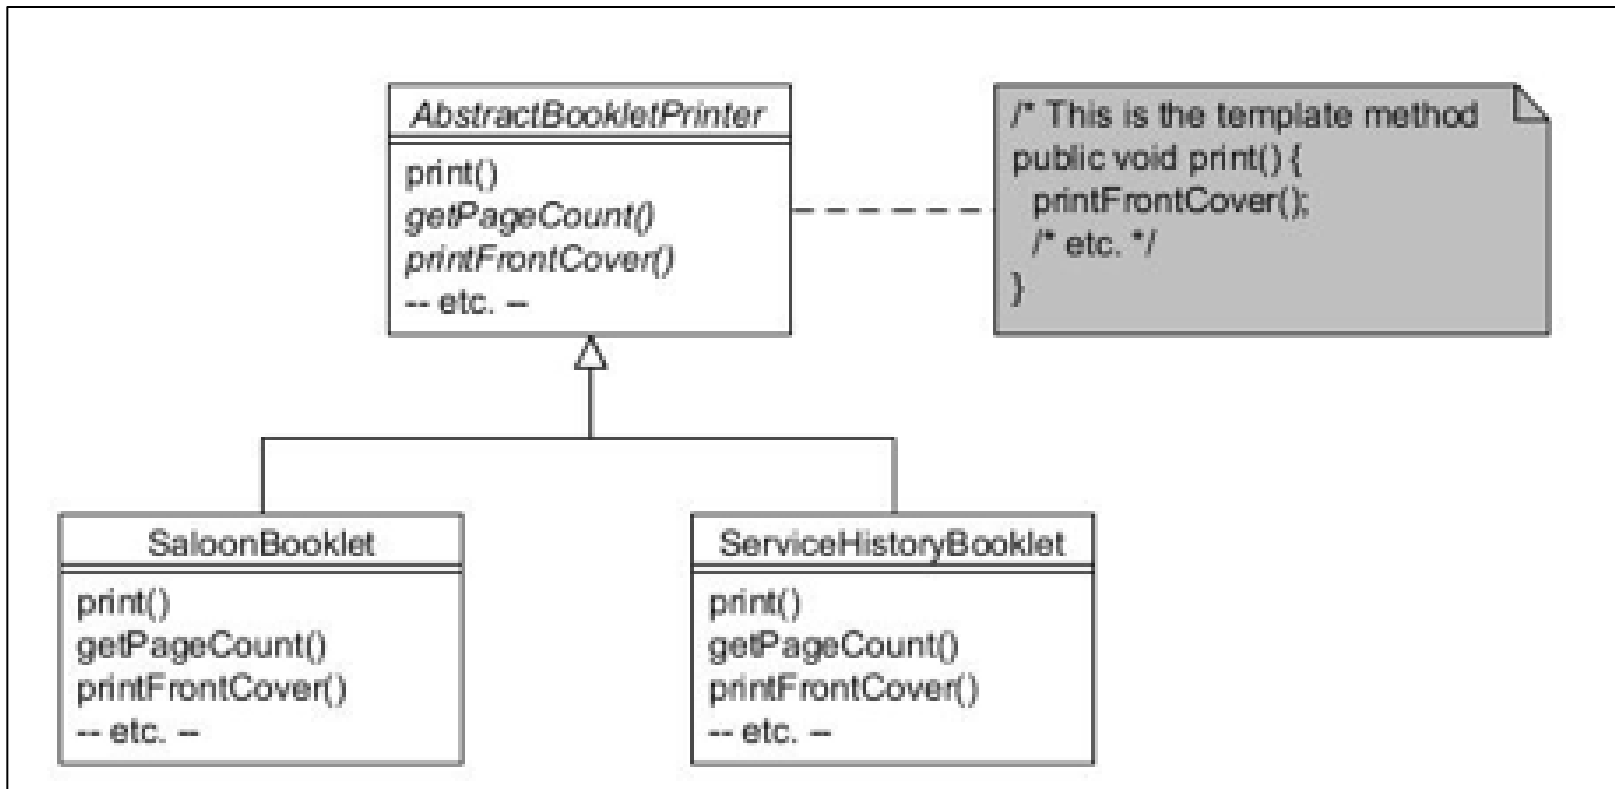 AbstractBookletPrinter
print()
getPageCount()
printFrontCover()
-- etc. --
/* This is the template method
public void print() {
printFrontCover();
/* etc. */
}
SaloonBooklet
print()
getPageCount()
printFrontCover()
-- etc. --
ServiceHistoryBooklet
print()
getPageCount()
printFrontCover()
-- etc. --